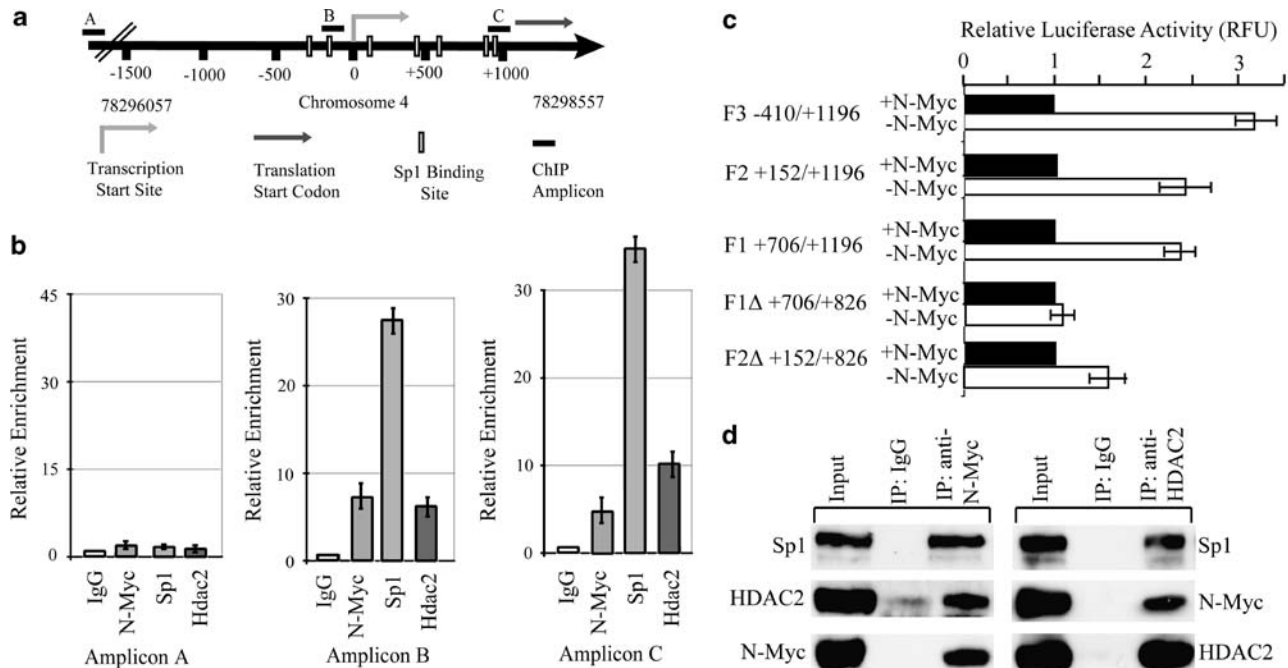 a
A
B
C
-1500
-1000
-500
0
+500
+1000
78296057
Chromosome 4
78298557
Transcription
Start Site
Translation
Start Codon
Sp1 Binding
Site
ChIP
Amplicon
b
Relative Enrichment
45
30
15
0
IgG
N-Myc
Sp1
Hdac2
Amplicon A
Relative Enrichment
30
20
10
0
IgG
N-Myc
Sp1
Hdac2
Amplicon B
Relative Enrichment
30
20
10
0
IgG
N-Myc
Sp1
Hdac2
Amplicon C
c
Relative Luciferase Activity (RFU)
0 1 2 3
F3 -410/+1196
+N-Myc
-N-Myc
F2 +152/+1196
+N-Myc
-N-Myc
F1 +706/+1196
+N-Myc
-N-Myc
F1Δ +706/+826
+N-Myc
-N-Myc
F2Δ +152/+826
+N-Myc
-N-Myc
d
Input
IP: IgG
IP: anti-
N-Myc
Input
IP: IgG
IP: anti-
HDAC2
Sp1
HDAC2
N-Myc
Sp1
N-Myc
HDAC2